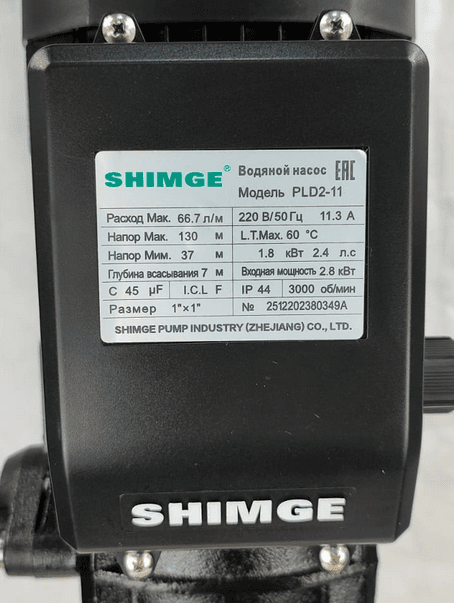 SHIMGE® Водяной насос EAC
Модель PLD2-11
Расход Мак. 66.7 л/м 220 В/50 Гц 11.3 А
Напор Мак. 130 м L.T.Max. 60 °C
Напор Мим. 37 м 1.8 кВт 2.4 л.с
Глубина всасывания 7 м Входная мощность 2.8 кВт
C 45 µF I.C.L F IP 44 3000 об/мин
Размер 1"×1" № 2512202380349A
SHIMGE PUMP INDUSTRY (ZHEJIANG) CO., LTD.
SHIMGE